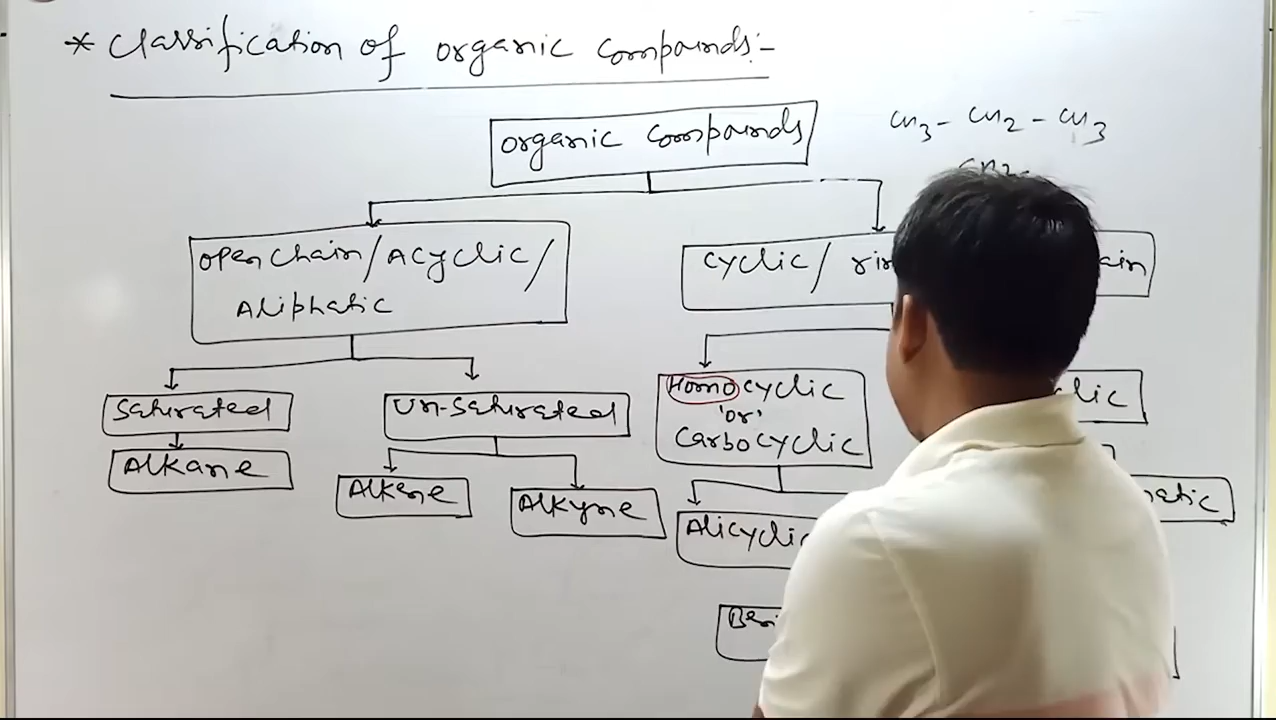 * Classification of organic compounds:-
organic compounds
CH3 - CH2 - CH3
open chain / Acyclic /
Aliphatic
cyclic /
Saturated
un-saturated
Homocyclic
'or'
carbocyclic
Alkane
Alkene
Alkyne